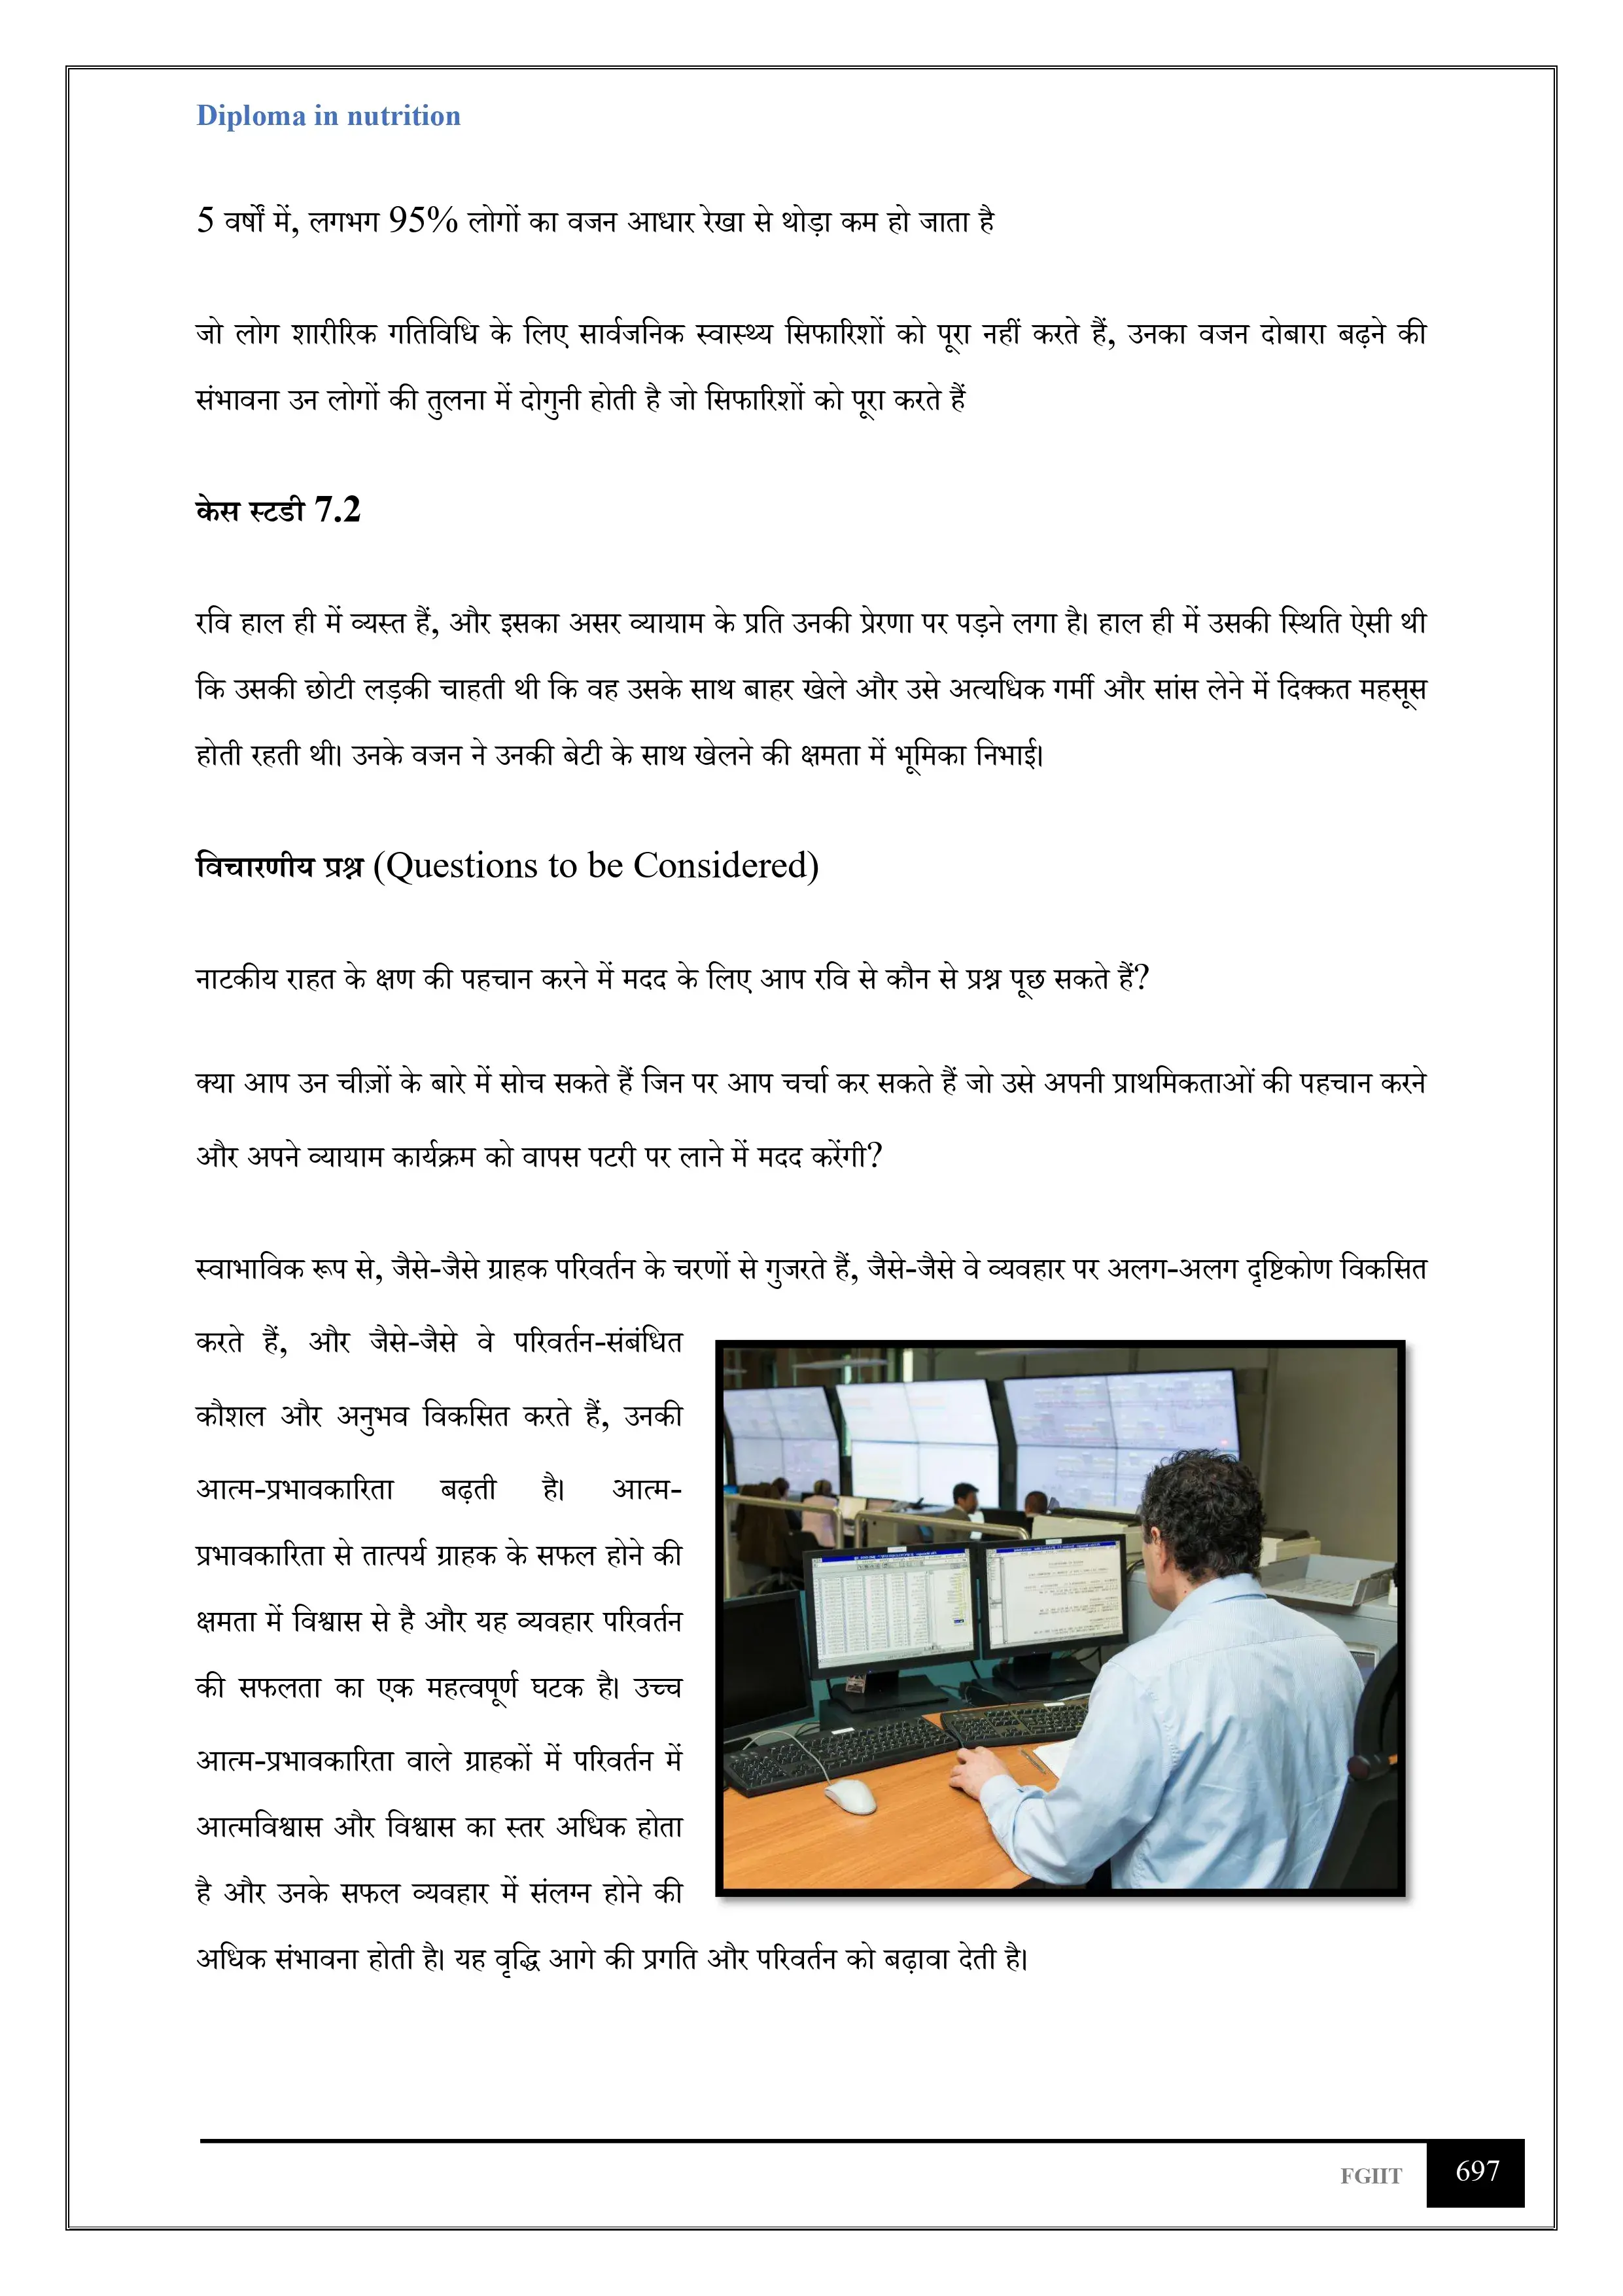 Diploma in nutrition
5 वर्षों में, लगभग 95% लोगों का वजन आधार रेखा से थोड़ा कम हो जाता है
जो लोग शारीरिक गतिविधि के लिए सार्वजनिक स्वास्थ्य सिफारिशों को पूरा नहीं करते हैं, उनका वजन दोबारा बढ़ने की
संभावना उन लोगों की तुलना में दोगुनी होती है जो सिफारिशों को पूरा करते हैं
केस स्टडी 7.2
रवि हाल ही में व्यस्त हैं, और इसका असर व्यायाम के प्रति उनकी प्रेरणा पर पड़ने लगा है। हाल ही में उसकी स्थिति ऐसी थी
कि उसकी छोटी लड़की चाहती थी कि वह उसके साथ बाहर खेले और उसे अत्यधिक गर्मी और सांस लेने में दिक्कत महसूस
होती रहती थी। उनके वजन ने उनकी बेटी के साथ खेलने की क्षमता में भूमिका निभाई।
विचारणीय प्रश्न (Questions to be Considered)
नाटकीय राहत के क्षण की पहचान करने में मदद के लिए आप रवि से कौन से प्रश्न पूछ सकते हैं?
क्या आप उन चीज़ों के बारे में सोच सकते हैं जिन पर आप चर्चा कर सकते हैं जो उसे अपनी प्राथमिकताओं की पहचान करने
और अपने व्यायाम कार्यक्रम को वापस पटरी पर लाने में मदद करेंगी?
स्वाभाविक रूप से, जैसे-जैसे ग्राहक परिवर्तन के चरणों से गुजरते हैं, जैसे-जैसे वे व्यवहार पर अलग-अलग दृष्टिकोण विकसित
करते हैं, और जैसे-जैसे वे परिवर्तन-संबंधित
कौशल और अनुभव विकसित करते हैं, उनकी
आत्म-प्रभावकारिता बढ़ती है। आत्म-
प्रभावकारिता से तात्पर्य ग्राहक के सफल होने की
क्षमता में विश्वास से है और यह व्यवहार परिवर्तन
की सफलता का एक महत्वपूर्ण घटक है। उच्च
आत्म-प्रभावकारिता वाले ग्राहकों में परिवर्तन में
आत्मविश्वास और विश्वास का स्तर अधिक होता
है और उनके सफल व्यवहार में संलग्न होने की
अधिक संभावना होती है। यह वृद्धि आगे की प्रगति और परिवर्तन को बढ़ावा देती है।
FGIIT
697